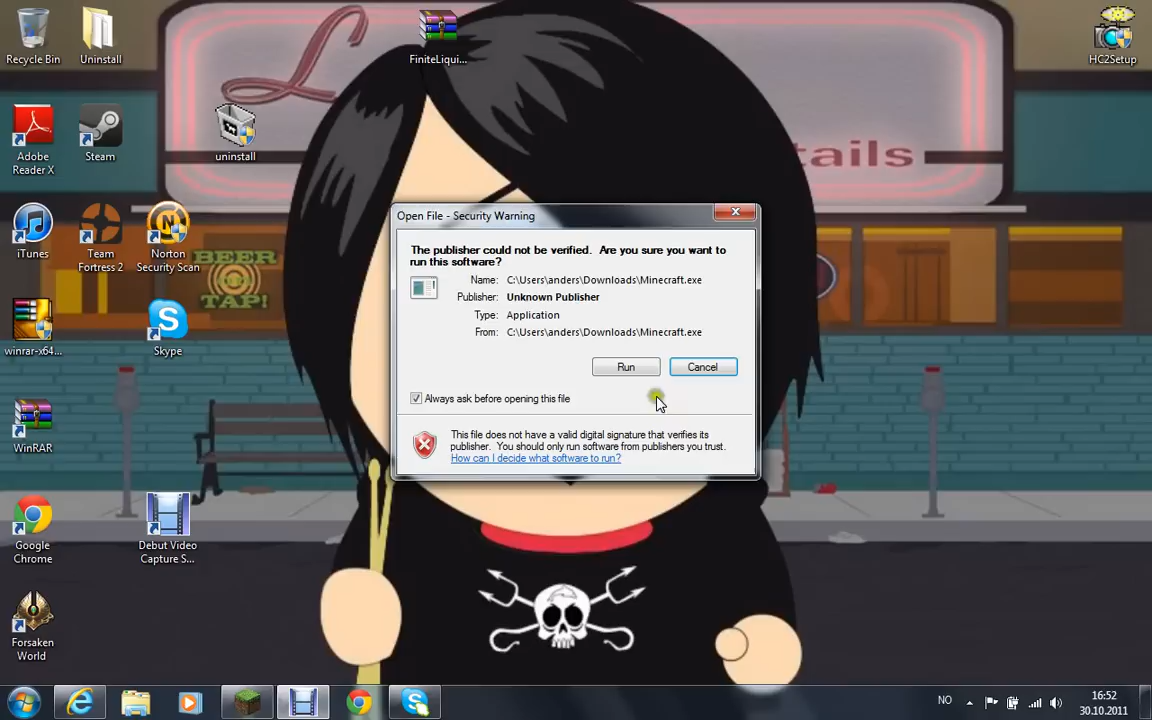 Recycle Bin
Uninstall
FiniteLiqui...
HC2Setup
Adobe
Reader X
Steam
uninstall
tails
iTunes
Team
Fortress 2
Norton
Security Scan
BEER
ON
TAP!
winrar-x64...
Skype
WinRAR
Google
Chrome
Debut Video
Capture S...
Forsaken
World
Open File - Security Warning
The publisher could not be verified. Are you sure you want to
run this software?
Name: C:\Users\anders\Downloads\Minecraft.exe
Publisher: Unknown Publisher
Type: Application
From: C:\Users\anders\Downloads\Minecraft.exe
Run
Cancel
Always ask before opening this file
This file does not have a valid digital signature that verifies its
publisher. You should only run software from publishers you trust.
How can I decide what software to run?
NO
16:52
30.10.2011